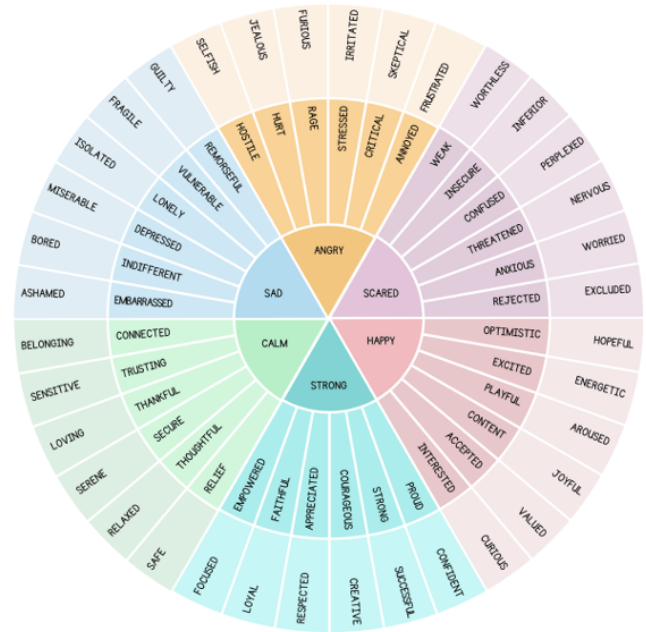 ANGRY
SCARED
HAPPY
STRONG
CALM
SAD
HOSTILE
HURT
RAGE
STRESSED
CRITICAL
ANNOYED
WEAK
INSECURE
CONFUSED
THREATENED
ANXIOUS
REJECTED
OPTIMISTIC
EXCITED
PLAYFUL
CONTENT
ACCEPTED
INTERESTED
PROUD
STRONG
COURAGEOUS
APPRECIATED
FAITHFUL
EMPOWERED
RELIEF
THOUGHTFUL
SECURE
THANKFUL
TRUSTING
CONNECTED
EMBARRASSED
INDIFFERENT
DEPRESSED
LONELY
VULNERABLE
REMORSEFUL
SELFISH
JEALOUS
FURIOUS
IRRITATED
SKEPTICAL
FRUSTRATED
WORTHLESS
INFERIOR
PERPLEXED
NERVOUS
WORRIED
EXCLUDED
HOPEFUL
ENERGETIC
AROUSED
JOYFUL
VALUED
CURIOUS
CONFIDENT
SUCCESSFUL
CREATIVE
RESPECTED
LOYAL
FOCUSED
SAFE
RELAXED
SERENE
LOVING
SENSITIVE
BELONGING
ASHAMED
BORED
MISERABLE
ISOLATED
FRAGILE
GUILTY